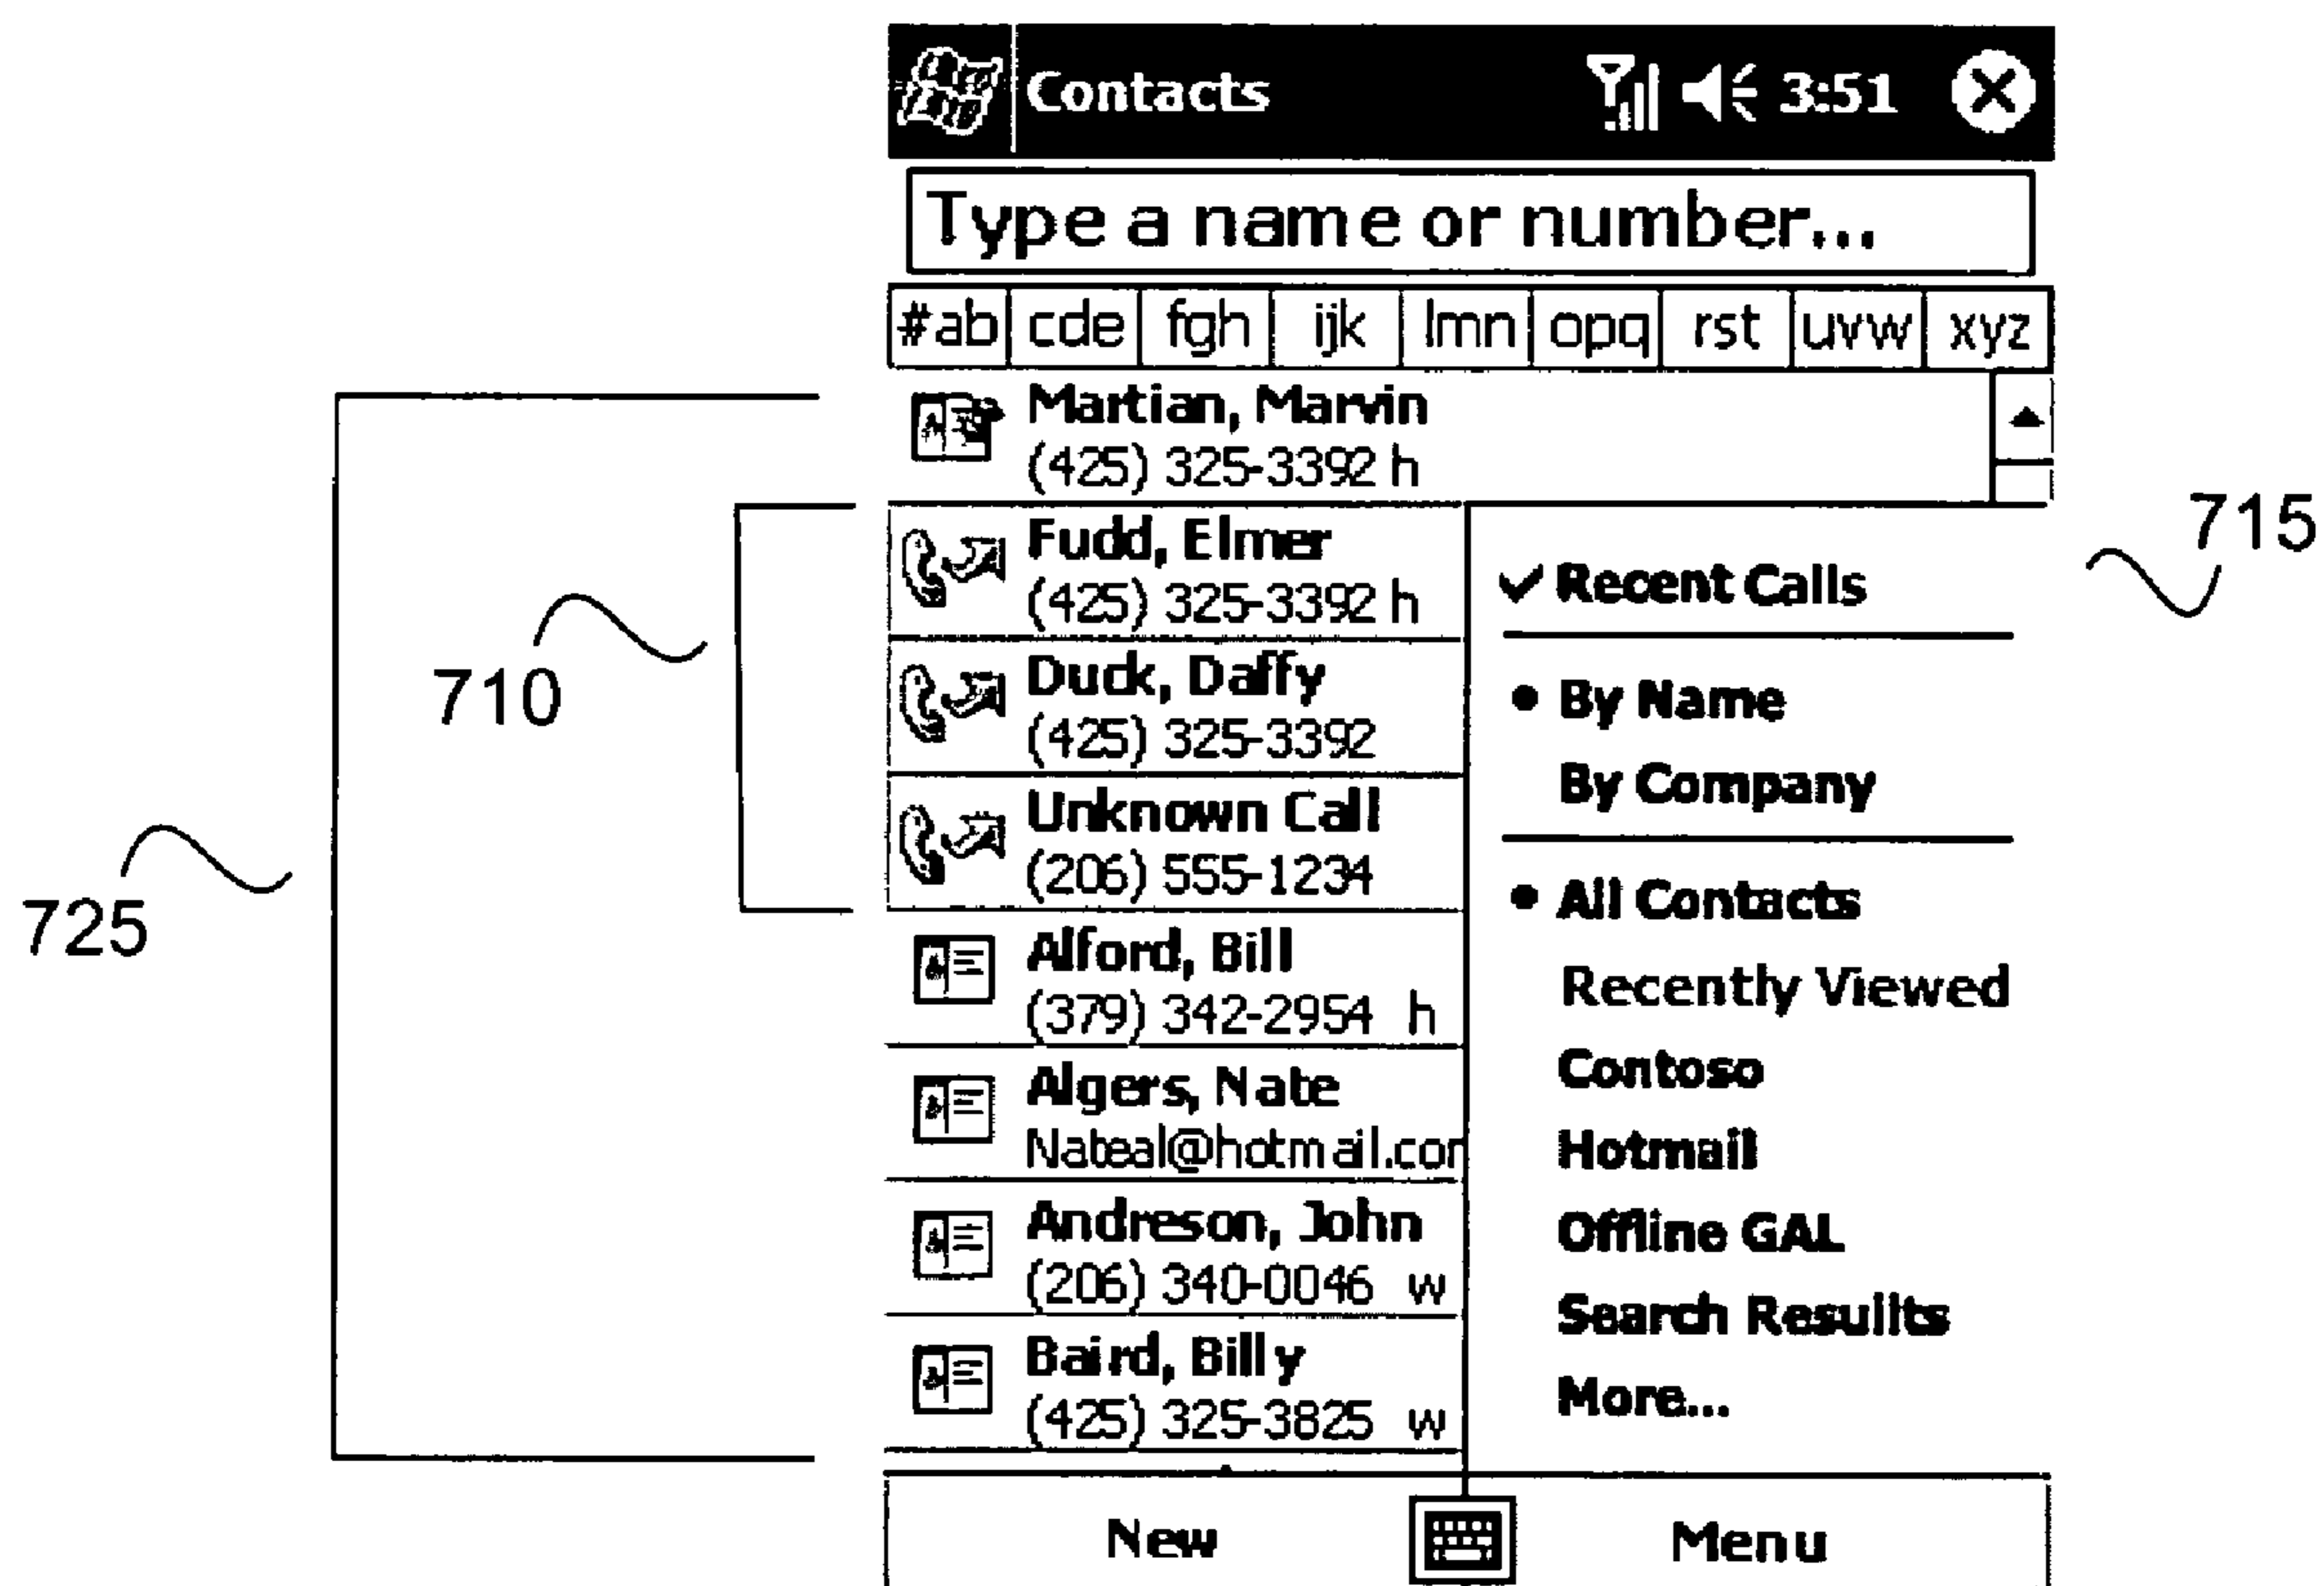 Contacts 3:51
Type a name or number...
#ab cde fgh ijk lmn opq rst uvw xyz
Martian, Marvin
(425) 325-3392 h
Fudd, Elmer
(425) 325-3392 h
Duck, Daffy
(425) 325-3392
Unknown Call
(206) 555-1234
Alford, Bill
(379) 342-2954 h
Algers, Nate
Nateal@hotmail.com
Andreson, John
(206) 340-0046 w
Baird, Billy
(425) 325-3825 w
Recent Calls
By Name
By Company
All Contacts
Recently Viewed
Contoso
Hotmail
Offline GAL
Search Results
More...
New Menu
710
725
715